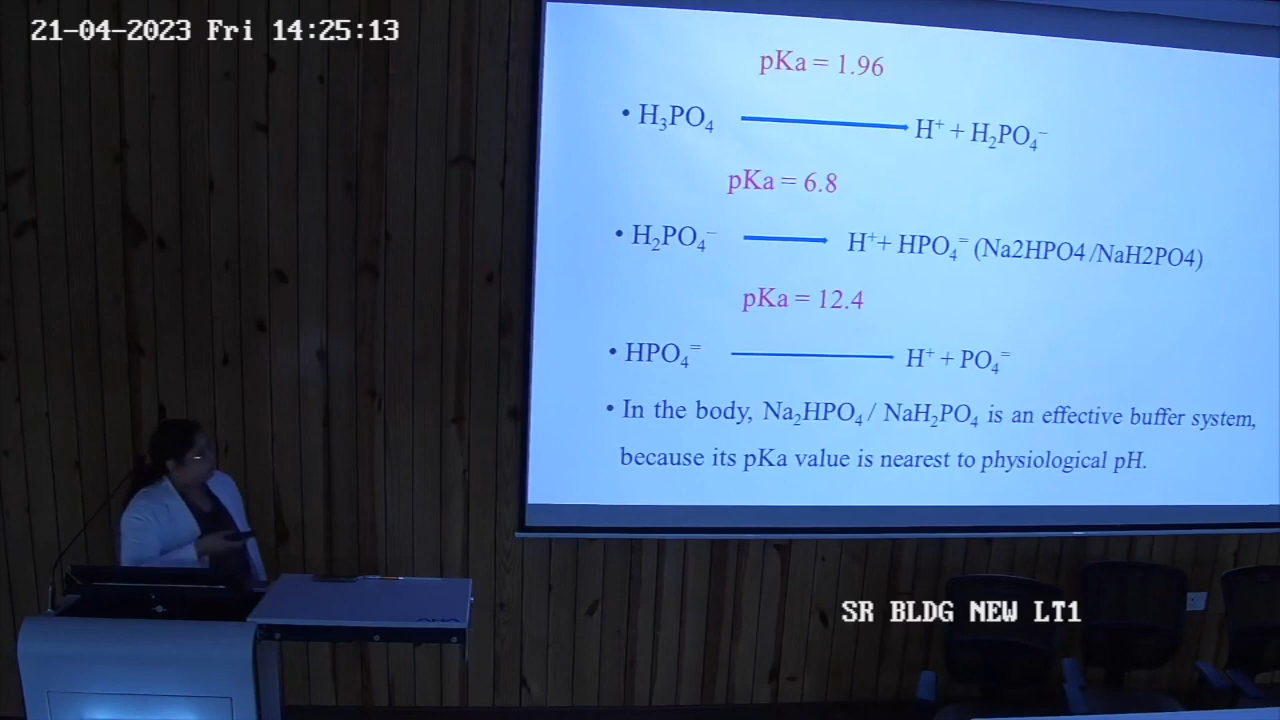 21-04-2023 Fri 14:25:13
pKa = 1.96
• H₃PO₄ H⁺ + H₂PO₄⁻
pKa = 6.8
• H₂PO₄⁻ H⁺+ HPO₄⁼ (Na2HPO4 /NaH2PO4)
pKa = 12.4
• HPO₄⁼ H⁺ + PO₄⁼
• In the body, Na₂HPO₄ / NaH₂PO₄ is an effective buffer system,
because its pKa value is nearest to physiological pH.
SR BLDG NEW LT1